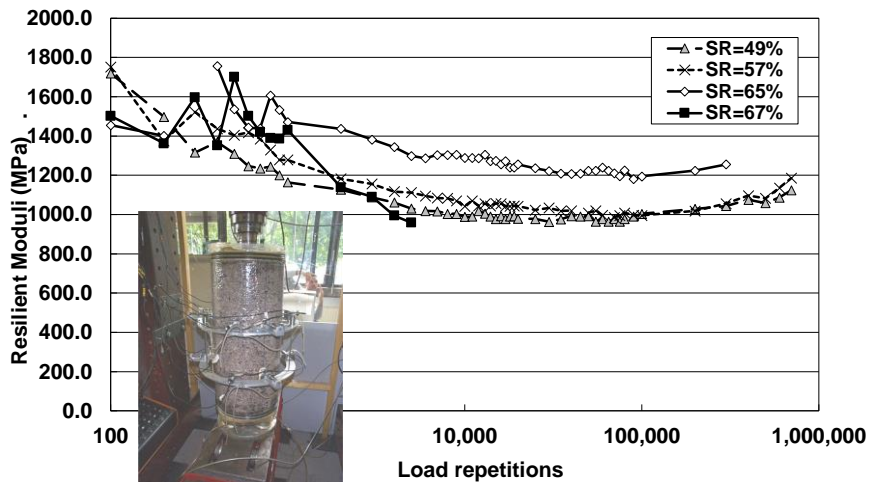 2000.0
1800.0
1600.0
1400.0
1200.0
1000.0
800.0
600.0
400.0
200.0
0.0
Resilient Moduli (MPa) .
SR=49%
SR=57%
SR=65%
SR=67%
100
10,000
100,000
1,000,000
Load repetitions